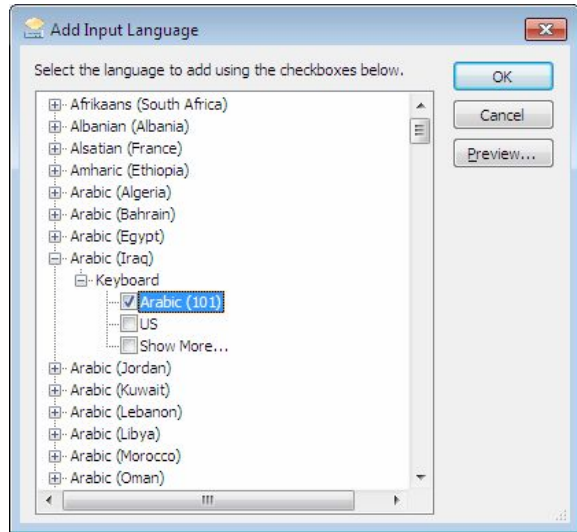 Add Input Language
Select the language to add using the checkboxes below.
OK
Cancel
Preview...
Afrikaans (South Africa)
Albanian (Albania)
Alsatian (France)
Amharic (Ethiopia)
Arabic (Algeria)
Arabic (Bahrain)
Arabic (Egypt)
Arabic (Iraq)
Keyboard
Arabic (101)
US
Show More...
Arabic (Jordan)
Arabic (Kuwait)
Arabic (Lebanon)
Arabic (Libya)
Arabic (Morocco)
Arabic (Oman)